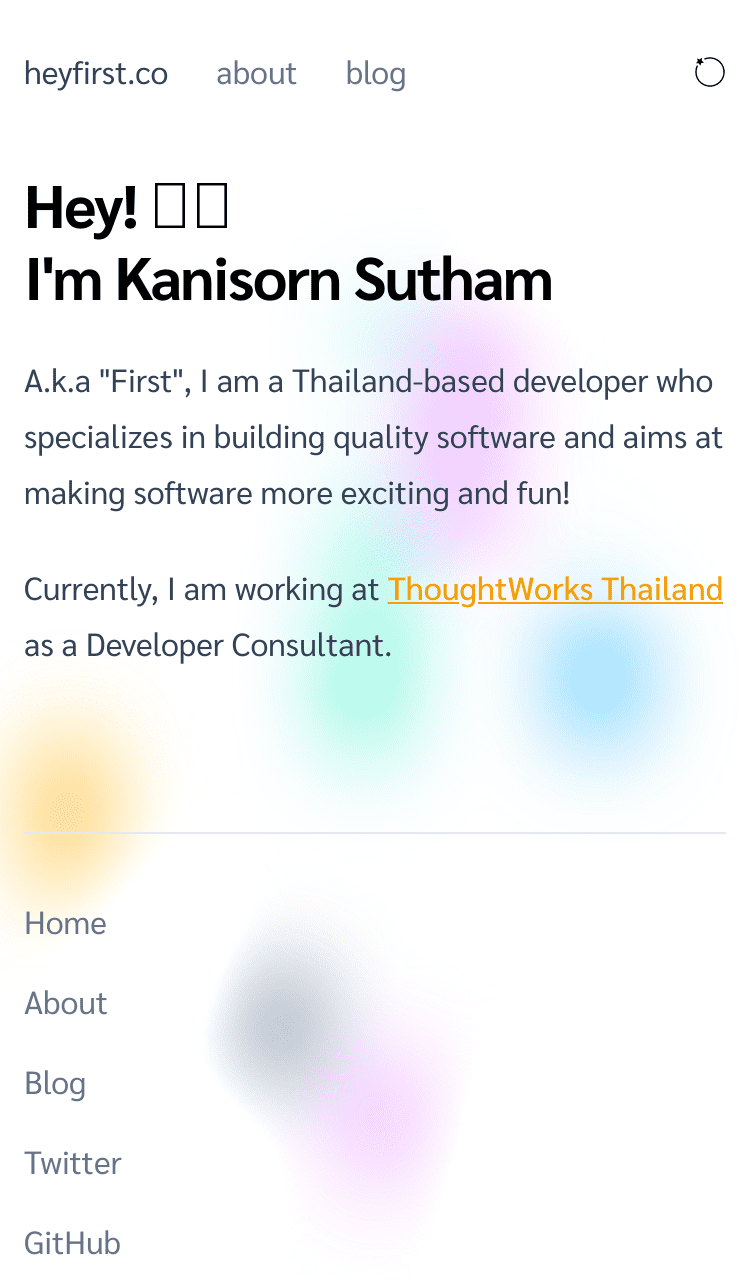 heyfirst.co about blog
Hey!
I'm Kanisorn Sutham
A.k.a "First", I am a Thailand-based developer who
specializes in building quality software and aims at
making software more exciting and fun!
Currently, I am working at ThoughtWorks Thailand
as a Developer Consultant.
Home
About
Blog
Twitter
GitHub